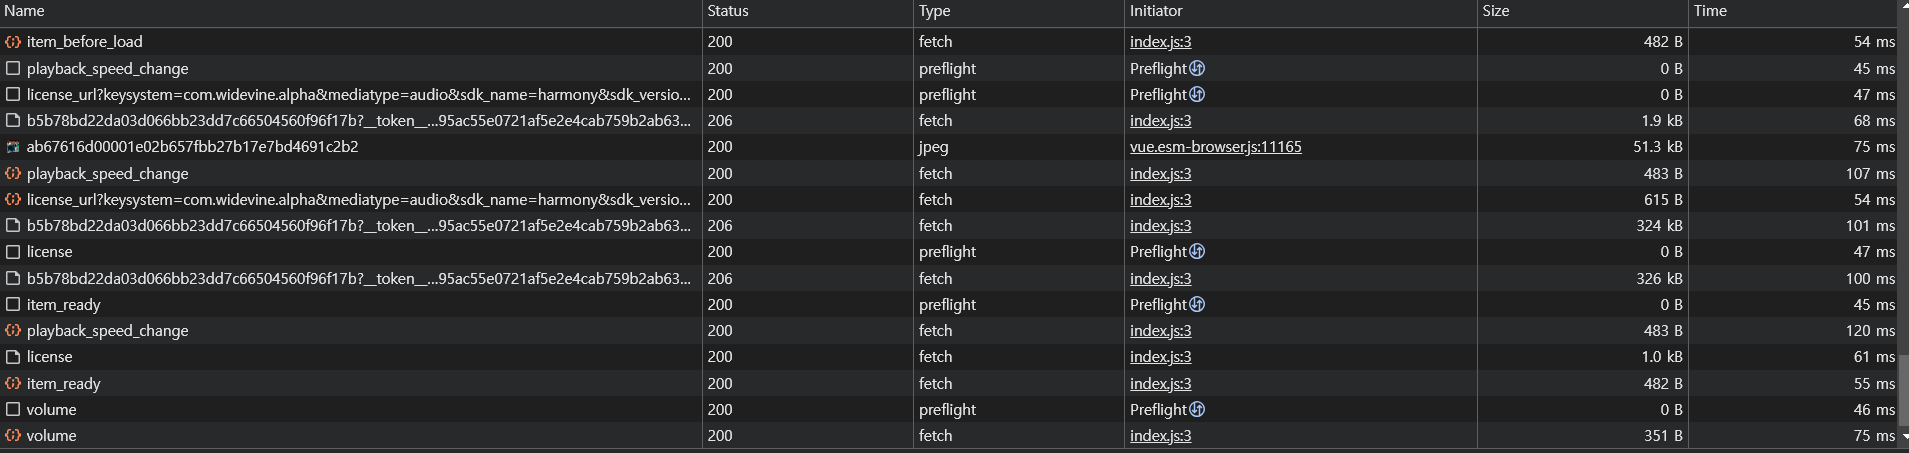 Name Status Type Initiator Size Time
item_before_load 200 fetch index.js:3 482 B 54 ms
playback_speed_change 200 preflight Preflight 0 B 45 ms
license_url?keysystem=com.widevine.alpha&mediatype=audio&sdk_name=harmony&sdk_versio... 200 preflight Preflight 0 B 47 ms
b5b78bd22da03d066bb23dd7c66504560f96f17b?__token__...95ac55e0721af5e2e4cab759b2ab63... 206 fetch index.js:3 1.9 kB 68 ms
ab67616d00001e02b657fbb27b17e7bd4691c2b2 200 jpeg vue.esm-browser.js:11165 51.3 kB 75 ms
playback_speed_change 200 fetch index.js:3 483 B 107 ms
license_url?keysystem=com.widevine.alpha&mediatype=audio&sdk_name=harmony&sdk_versio... 200 fetch index.js:3 615 B 54 ms
b5b78bd22da03d066bb23dd7c66504560f96f17b?__token__...95ac55e0721af5e2e4cab759b2ab63... 206 fetch index.js:3 324 kB 101 ms
license 200 preflight Preflight 0 B 47 ms
b5b78bd22da03d066bb23dd7c66504560f96f17b?__token__...95ac55e0721af5e2e4cab759b2ab63... 206 fetch index.js:3 326 kB 100 ms
item_ready 200 preflight Preflight 0 B 45 ms
playback_speed_change 200 fetch index.js:3 483 B 120 ms
license 200 fetch index.js:3 1.0 kB 61 ms
item_ready 200 fetch index.js:3 482 B 55 ms
volume 200 preflight Preflight 0 B 46 ms
volume 200 fetch index.js:3 351 B 75 ms